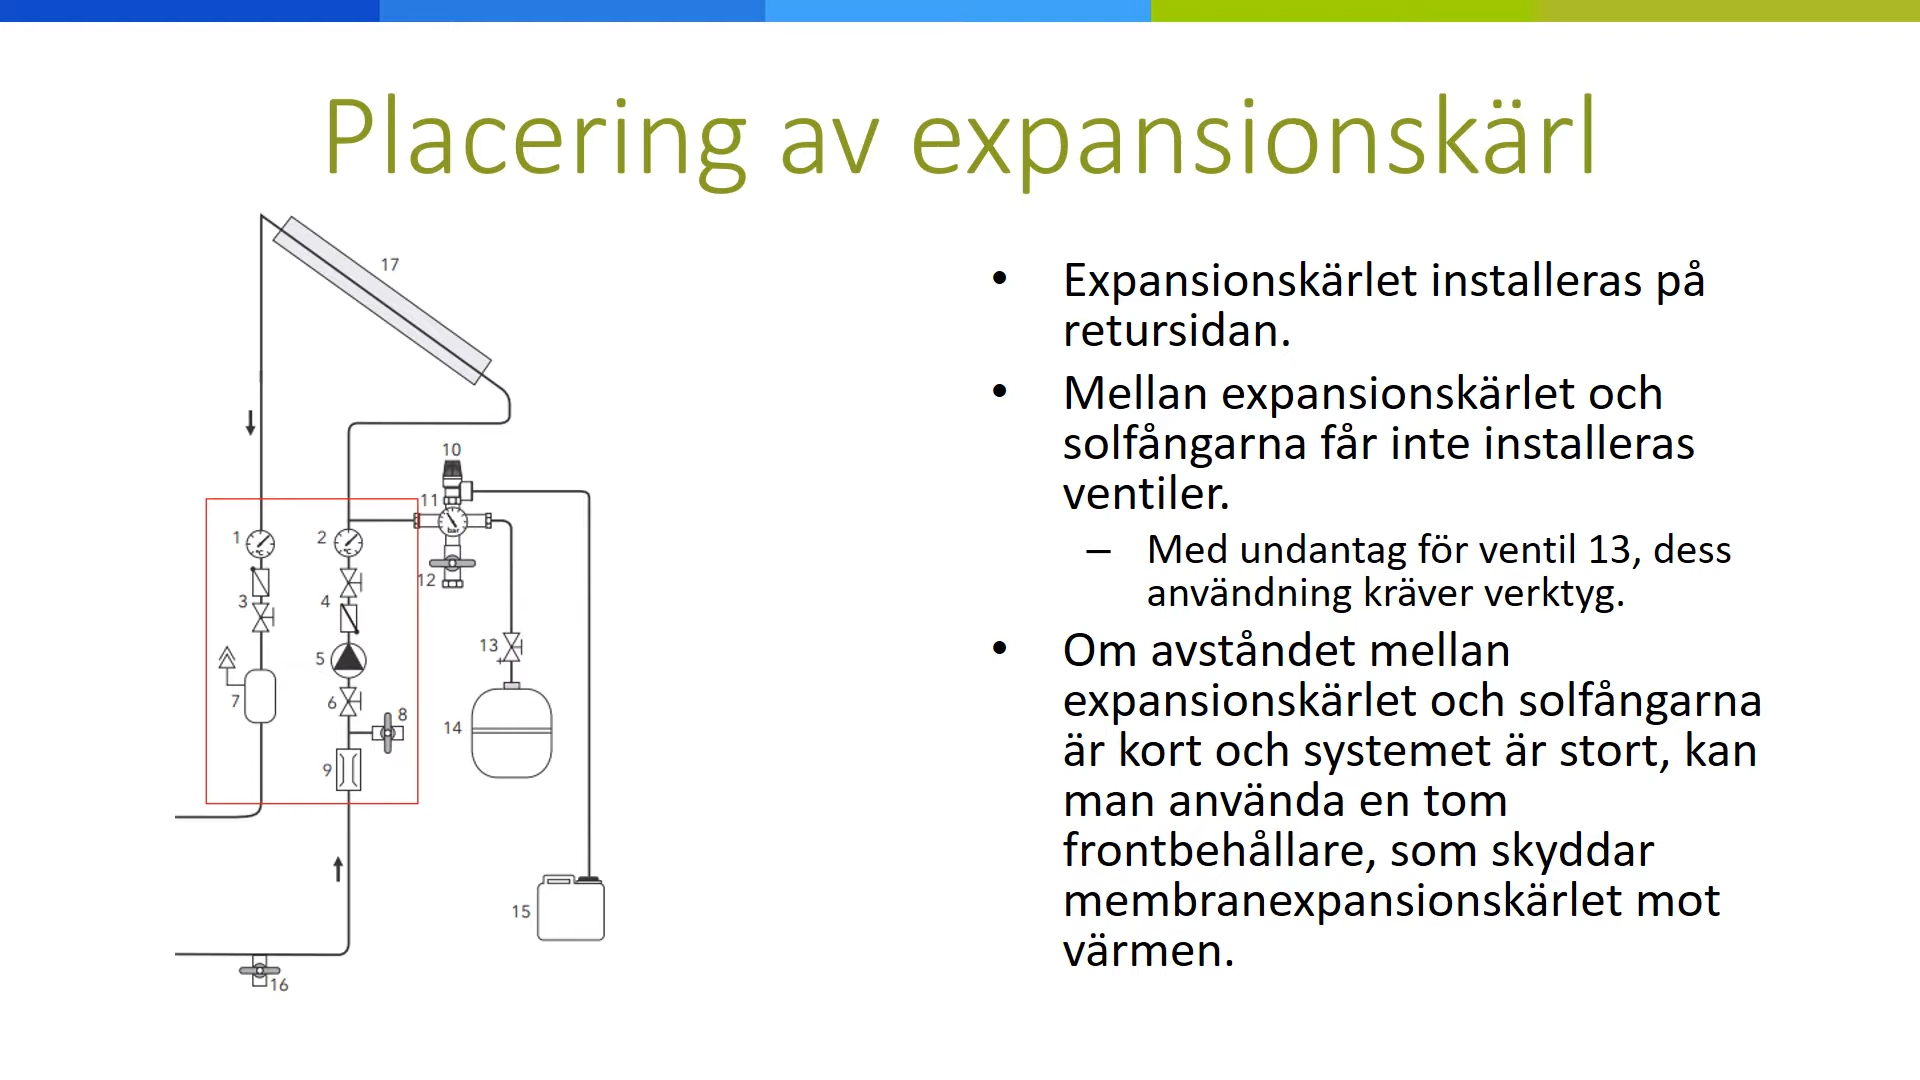 Placering av expansionskärl
17
10
11
bar
12
1
°C
2
°C
3
4
5
6
7
8
9
13
14
15
16
• Expansionskärlet installeras på
retursidan.
• Mellan expansionskärlet och
solfångarna får inte installeras
ventiler.
– Med undantag för ventil 13, dess
användning kräver verktyg.
• Om avståndet mellan
expansionskärlet och solfångarna
är kort och systemet är stort, kan
man använda en tom
frontbehållare, som skyddar
membranexpansionskärlet mot
värmen.